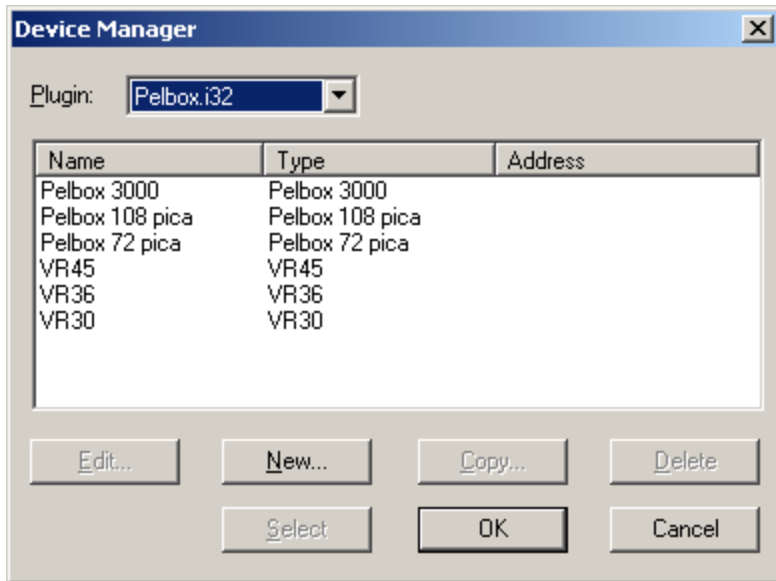 Device Manager
Plugin: Pelbox.i32
Name Type Address
Pelbox 3000 Pelbox 3000
Pelbox 108 pica Pelbox 108 pica
Pelbox 72 pica Pelbox 72 pica
VR45 VR45
VR36 VR36
VR30 VR30
Edit... New... Copy... Delete
Select OK Cancel